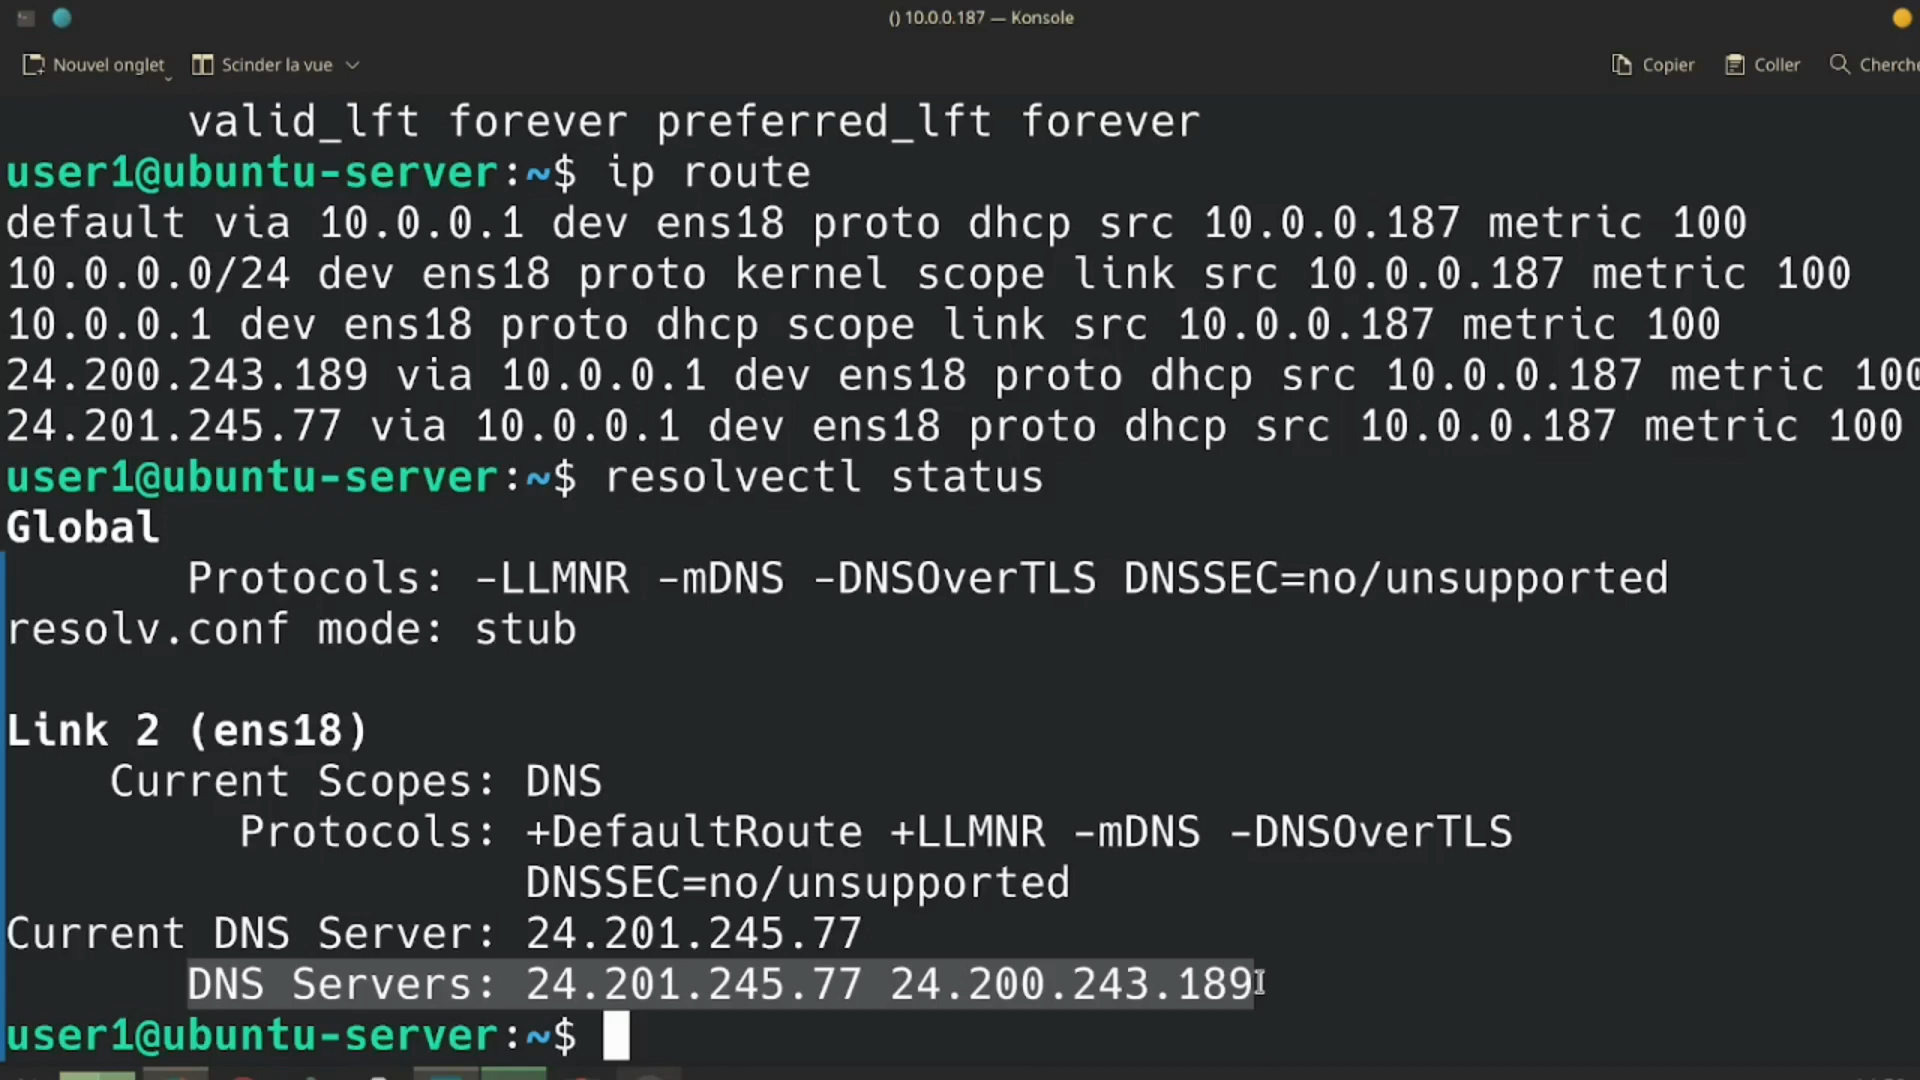 () 10.0.0.187 — Konsole
Nouvel onglet Scinder la vue Copier Coller Cherche
valid_lft forever preferred_lft forever
user1@ubuntu-server:~$ ip route
default via 10.0.0.1 dev ens18 proto dhcp src 10.0.0.187 metric 100
10.0.0.0/24 dev ens18 proto kernel scope link src 10.0.0.187 metric 100
10.0.0.1 dev ens18 proto dhcp scope link src 10.0.0.187 metric 100
24.200.243.189 via 10.0.0.1 dev ens18 proto dhcp src 10.0.0.187 metric 100
24.201.245.77 via 10.0.0.1 dev ens18 proto dhcp src 10.0.0.187 metric 100
user1@ubuntu-server:~$ resolvectl status
Global
Protocols: -LLMNR -mDNS -DNSOverTLS DNSSEC=no/unsupported
resolv.conf mode: stub
Link 2 (ens18)
Current Scopes: DNS
Protocols: +DefaultRoute +LLMNR -mDNS -DNSOverTLS
DNSSEC=no/unsupported
Current DNS Server: 24.201.245.77
DNS Servers: 24.201.245.77 24.200.243.189
user1@ubuntu-server:~$